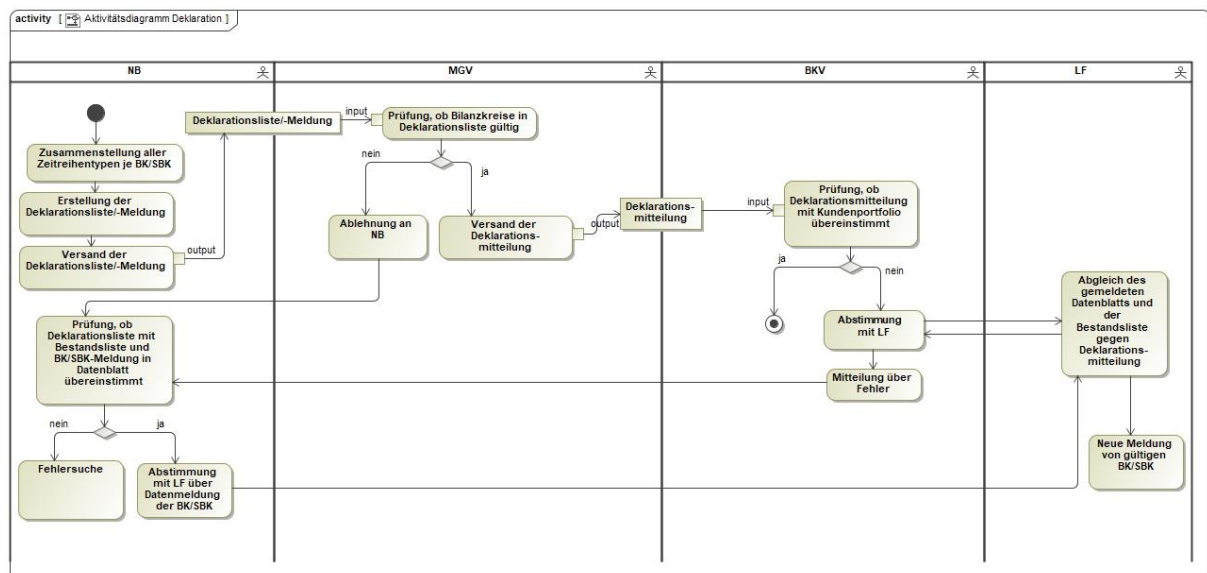 activity [ Aktivitätsdiagramm Deklaration ]
NB
MGV
BKV
LF
Zusammenstellung aller
Zeitreihentypen je BK/SBK
Erstellung der
Deklarationsliste/-Meldung
Versand der
Deklarationsliste/-Meldung
output
Deklarationsliste/-Meldung
input
Prüfung, ob Bilanzkreise in
Deklarationsliste gültig
nein
ja
Ablehnung an
NB
Versand der
Deklarations-
mitteilung
output
Deklarations-
mitteilung
input
Prüfung, ob
Deklarationsmitteilung
mit Kundenportfolio
übereinstimmt
ja
nein
Abstimmung
mit LF
Mitteilung über
Fehler
Abgleich des
gemeldeten
Datenblatts und
der
Bestandsliste
gegen
Deklarations-
mitteilung
Neue Meldung
von gültigen
BK/SBK
Prüfung, ob
Deklarationsliste mit
Bestandsliste und
BK/SBK-Meldung in
Datenblatt
übereinstimmt
nein
ja
Fehlersuche
Abstimmung
mit LF über
Datenmeldung
der BK/SBK